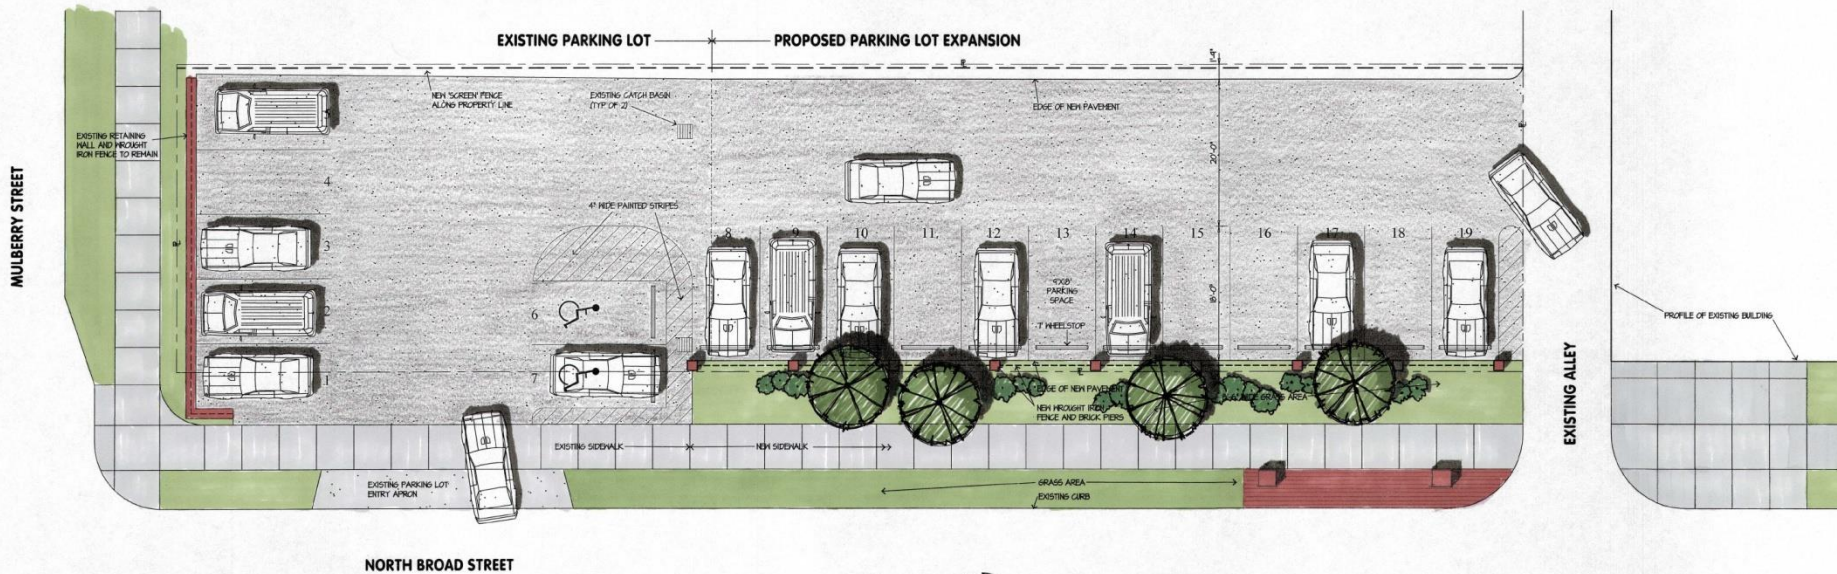 EXISTING PARKING LOT
PROPOSED PARKING LOT EXPANSION
NEW 'SCREEN' FENCE
ALONG PROPERTY LINE
EXISTING CATCH BASIN
(TYP OF 2)
EDGE OF NEW PAVEMENT
EXISTING RETAINING
WALL AND WROUGHT
IRON FENCE TO REMAIN
MULBERRY STREET
20'-0"
4
4" WIDE PAINTED STRIPES
3
8
9
10
11
12
13
14
15
16
17
18
19
2
6
9'X18'
PARKING
SPACE
18'-0"
7' WHEELSTOP
PROFILE OF EXISTING BUILDING
1
7
EDGE OF NEW PAVEMENT
GRASS AREA
NEW WROUGHT IRON
FENCE AND BRICK PIERS
EXISTING ALLEY
EXISTING SIDEWALK
NEW SIDEWALK
EXISTING PARKING LOT
ENTRY APRON
GRASS AREA
EXISTING CURB
NORTH BROAD STREET